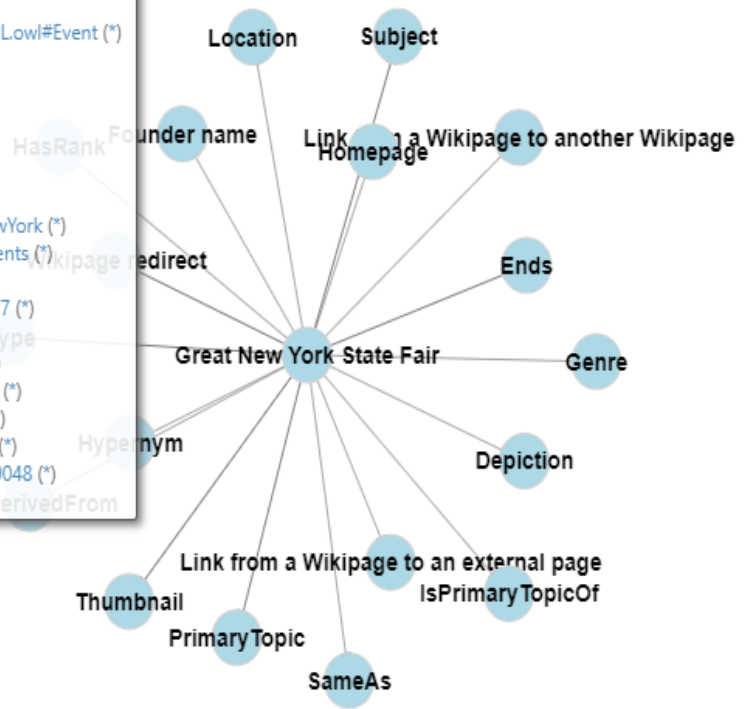 L.owl#Event (*)
Location
Subject
HasRank
Founder name
Link from a Wikipage to another Wikipage
Homepage
wYork (*)
ents (*)
Wikipage redirect
Ends
7 (*)
ype
Great New York State Fair
Genre
(*)
)
(*)
Hypernym
Depiction
0048 (*)
erivedFrom
Link from a Wikipage to an external page
IsPrimaryTopicOf
Thumbnail
PrimaryTopic
SameAs